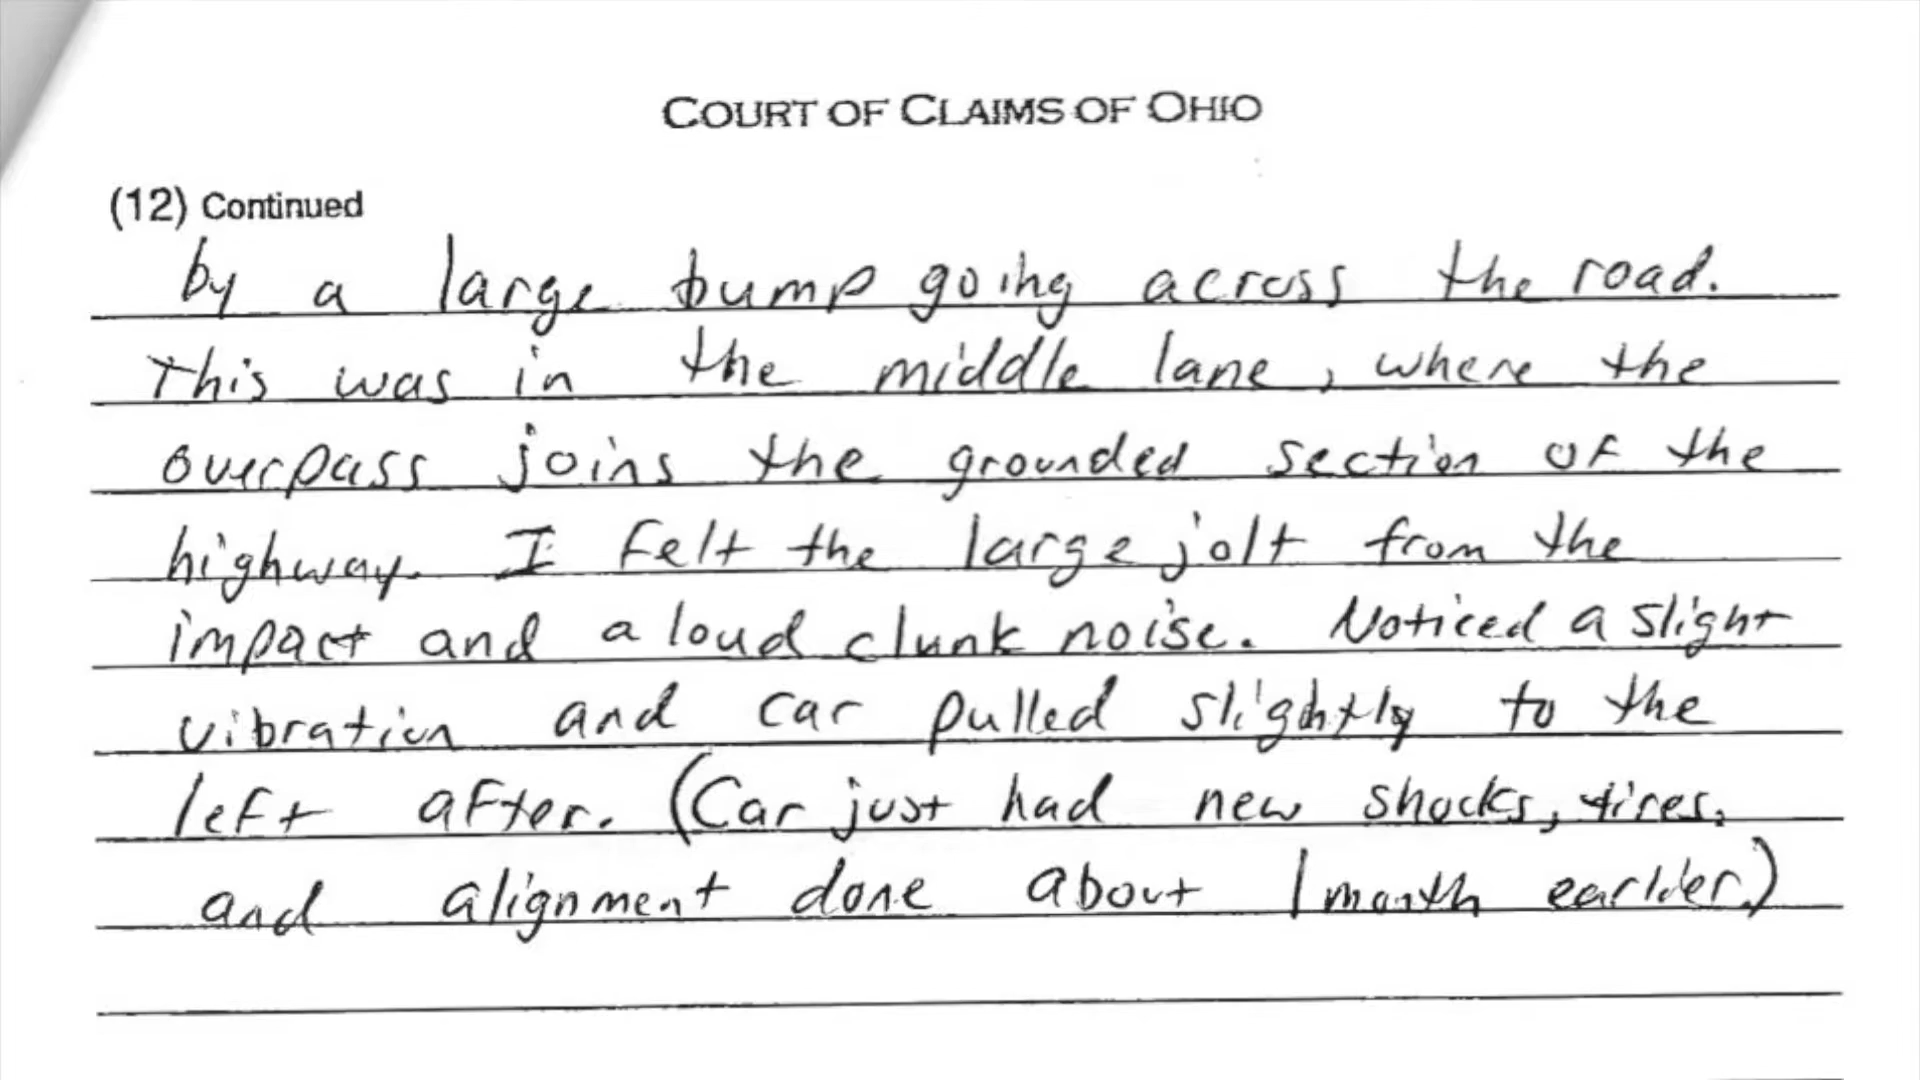 COURT OF CLAIMS OF OHIO
(12) Continued
by a large bump going across the road.
This was in the middle lane, where the
overpass joins the grounded section of the
highway. I felt the large jolt from the
impact and a loud clunk noise. Noticed a slight
vibration and car pulled slightly to the
left after. (Car just had new shocks, tires,
and alignment done about 1 month earlier.)